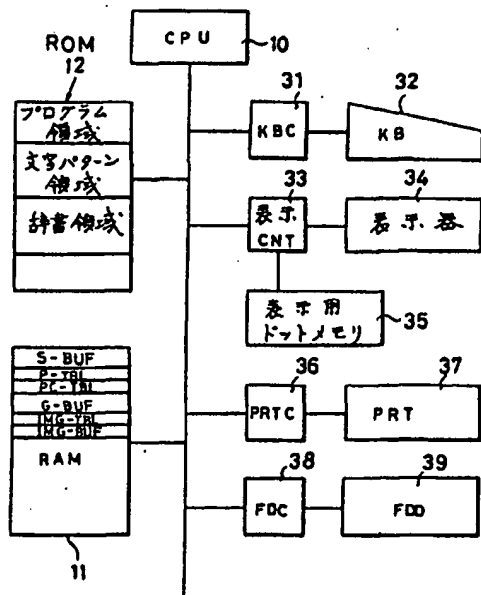 CPU
10
ROM
12
プログラム
領域
文字パターン
領域
辞書領域
31
KBC
32
KB
33
表示
CNT
34
表示器
表示用
ドットメモリ
35
S-BUF
P-TBL
PC-TBL
G-BUF
IMG-TBL
IMG-BUF
RAM
11
36
PRTC
37
PRT
38
FDC
39
FDD